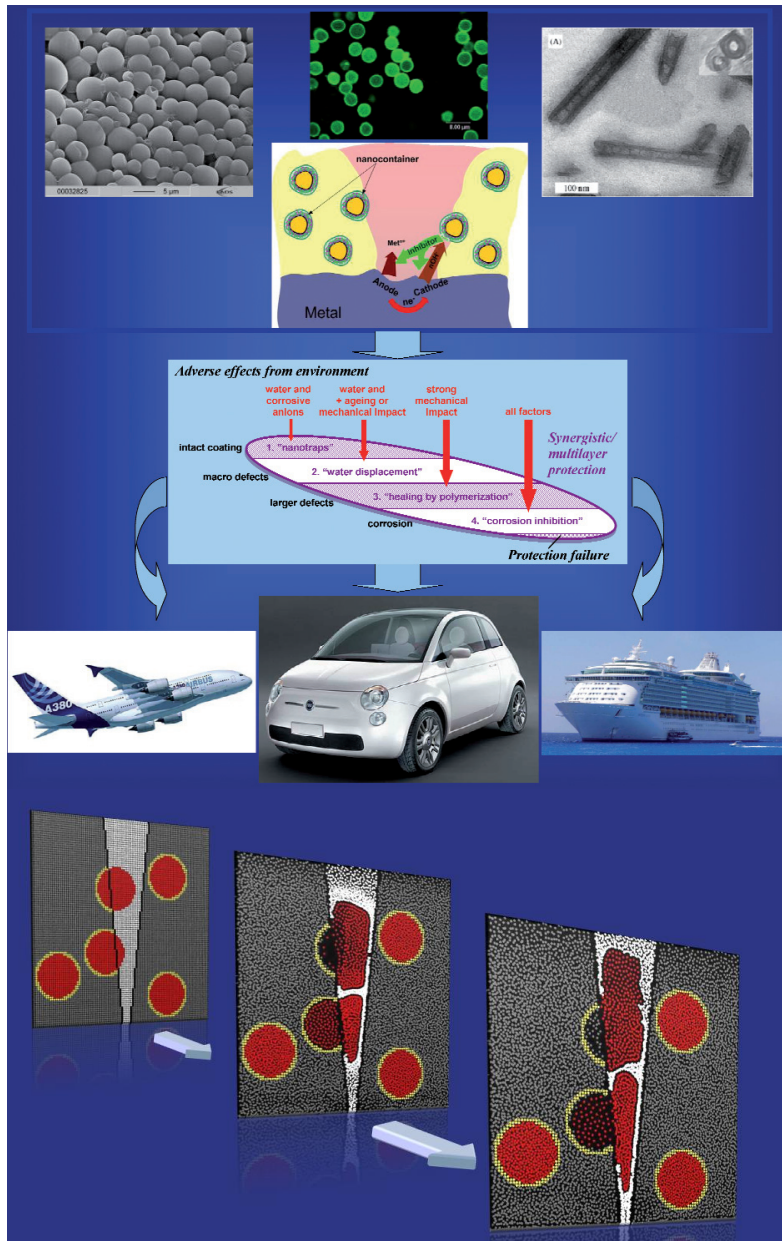 00032825
5 µm
8.00 µm
(A)
100 nm
nanocontainer
Met
Inhibitor
Anode
Cathode
ne⁻
Metal
Adverse effects from environment
water and
corrosive
anions
water and
+ ageing or
mechanical Impact
strong
mechanical
Impact
all factors
Synergistic/
multilayer
protection
intact coating
1. "nanotraps"
macro defects
2. "water displacement"
larger defects
3. "healing by polymerization"
corrosion
4. "corrosion inhibition"
Protection failure
A380
AIRBUS